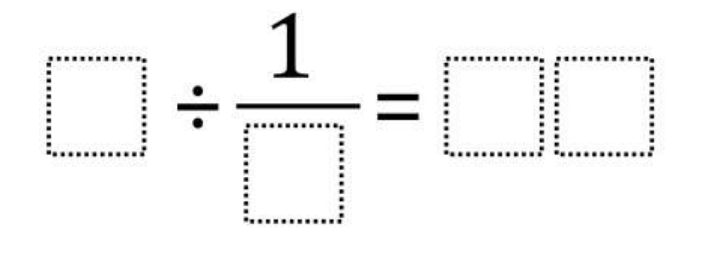 ÷ 1 =